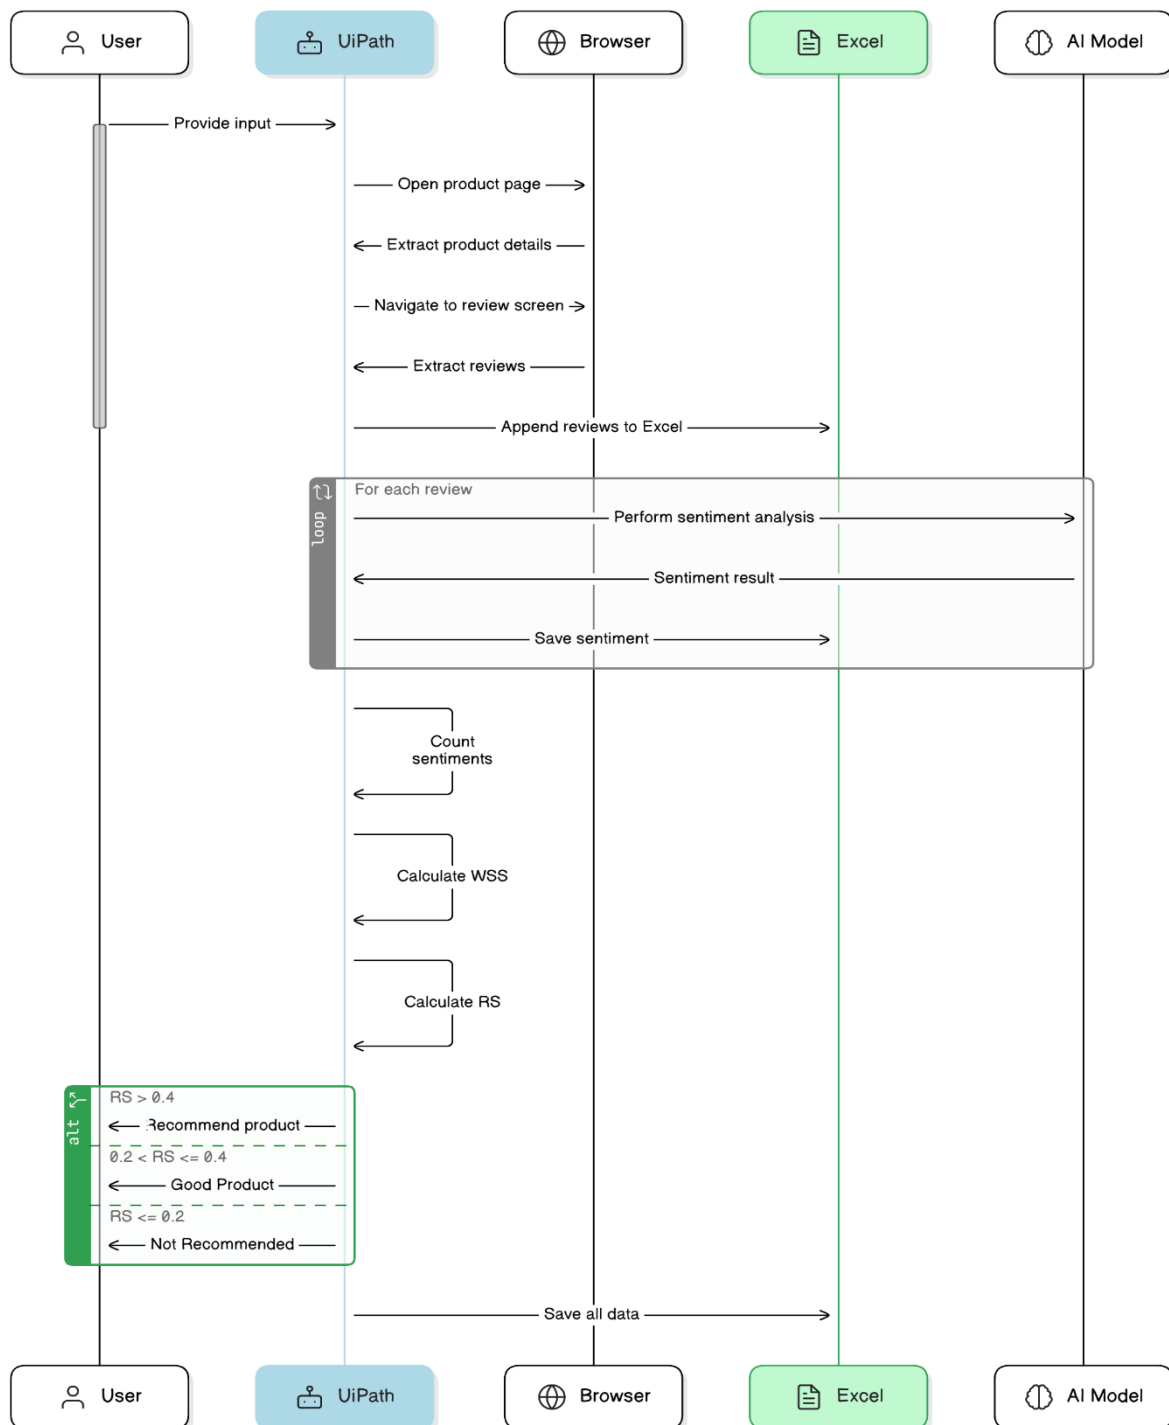 User
UiPath
Browser
Excel
AI Model
Provide input
Open product page
Extract product details
Navigate to review screen
Extract reviews
Append reviews to Excel
loop
For each review
Perform sentiment analysis
Sentiment result
Save sentiment
Count
sentiments
Calculate WSS
Calculate RS
alt
RS > 0.4
Recommend product
0.2 < RS <= 0.4
Good Product
RS <= 0.2
Not Recommended
Save all data
User
UiPath
Browser
Excel
AI Model